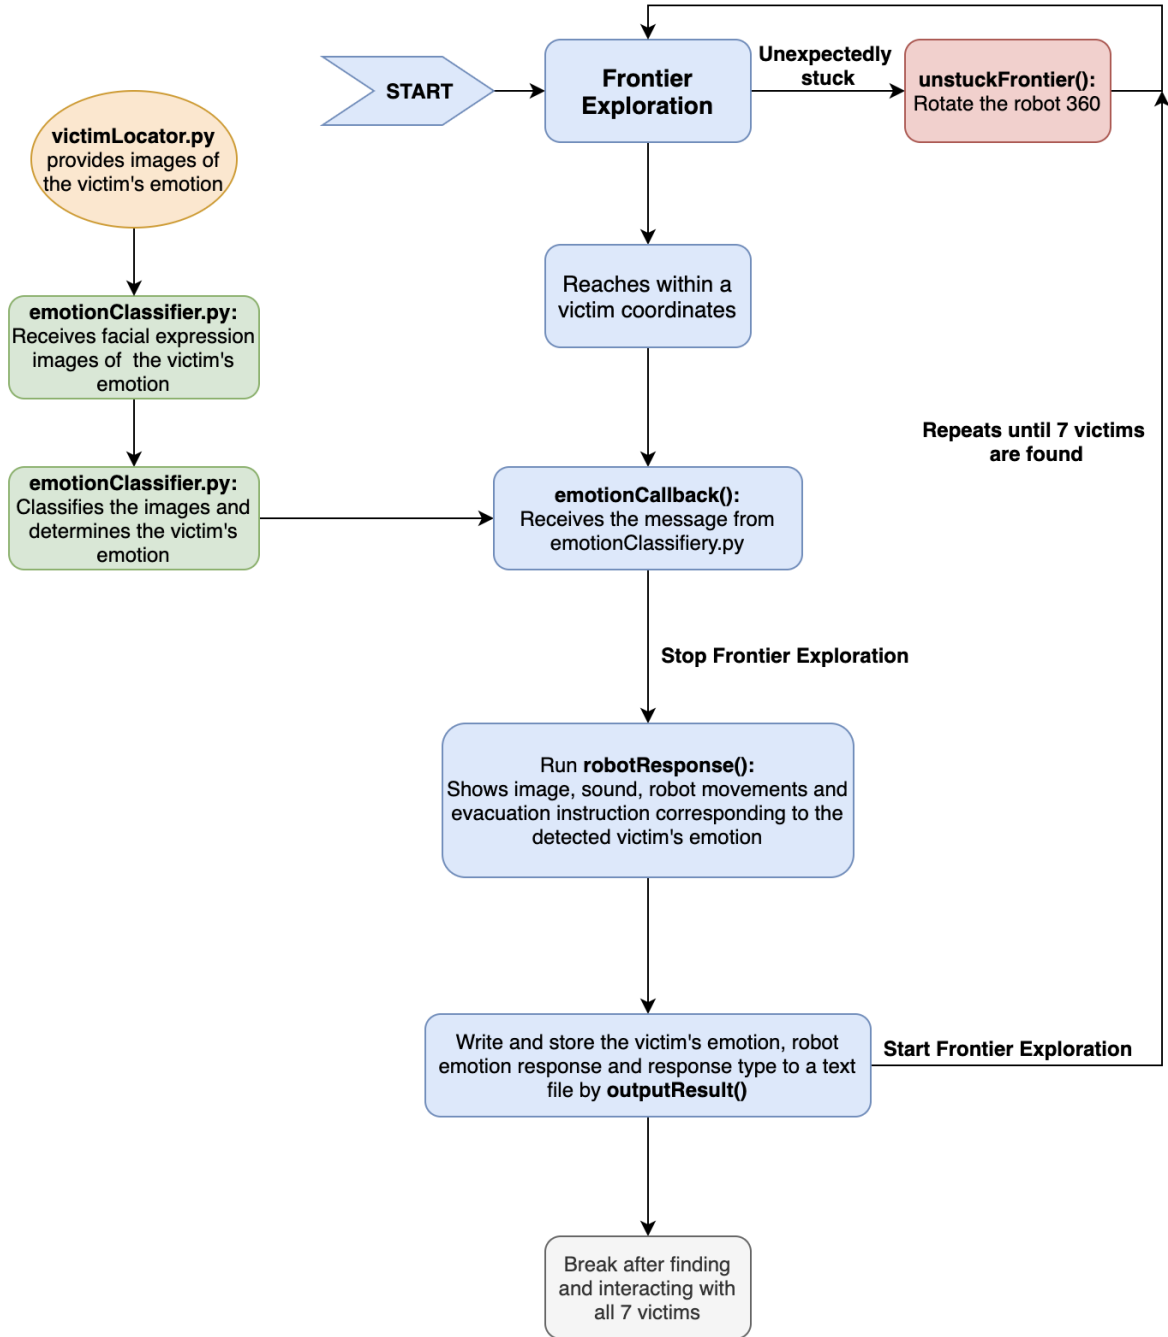 START
Frontier
Exploration
Unexpectedly
stuck
unstuckFrontier():
Rotate the robot 360
victimLocator.py
provides images of
the victim's emotion
Reaches within a
victim coordinates
emotionClassifier.py:
Receives facial expression
images of the victim's
emotion
Repeats until 7 victims
are found
emotionClassifier.py:
Classifies the images and
determines the victim's
emotion
emotionCallback():
Receives the message from
emotionClassifiery.py
Stop Frontier Exploration
Run robotResponse():
Shows image, sound, robot movements and
evacuation instruction corresponding to the
detected victim's emotion
Write and store the victim's emotion, robot
emotion response and response type to a text
file by outputResult()
Start Frontier Exploration
Break after finding
and interacting with
all 7 victims